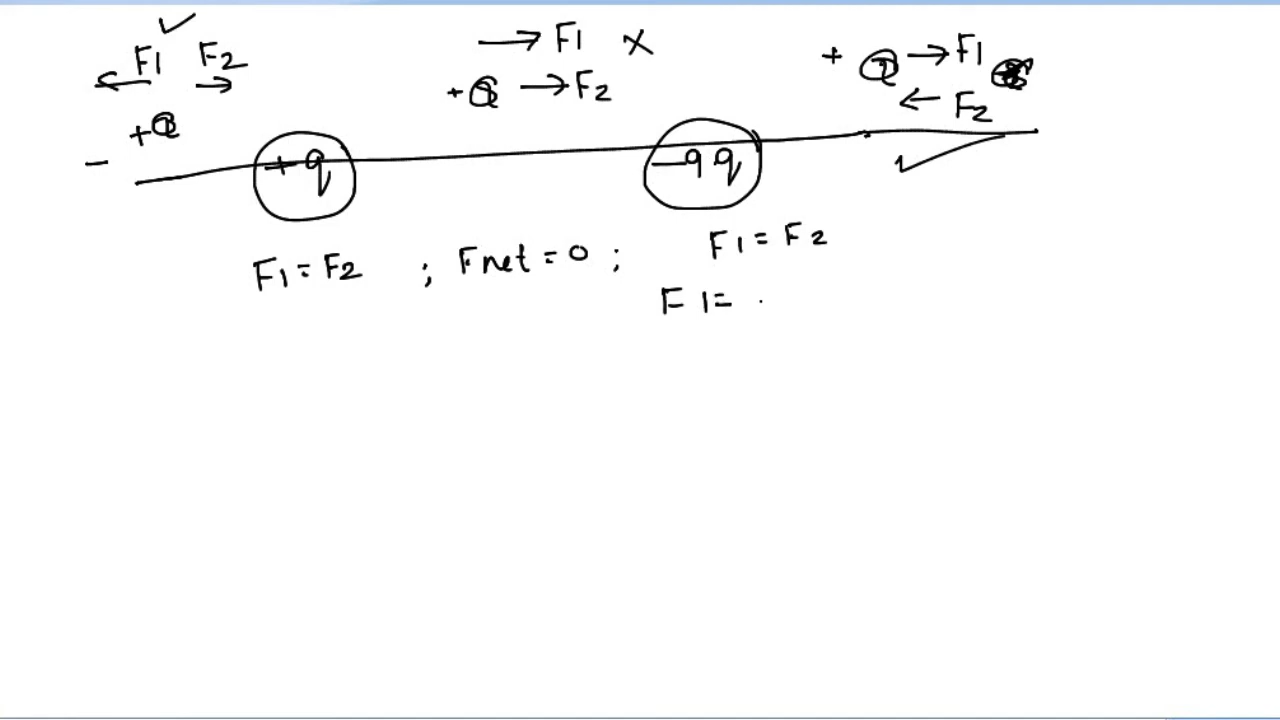 F1 F2
+Q
→ F1 X
+Q → F2
+ Q → F1
← F2
-
+q
-9q
F1 = F2 ; Fnet = 0 ; F1 = F2
F1 =